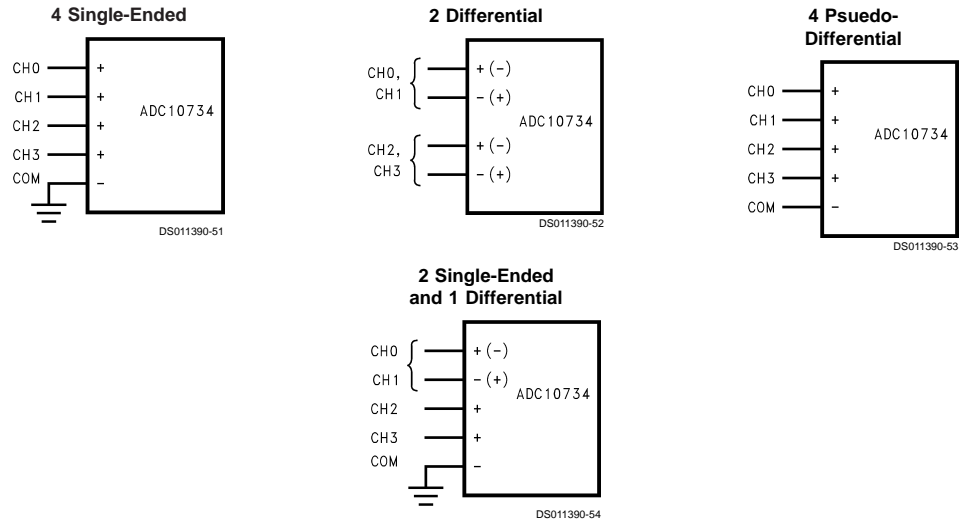 4 Single-Ended
CH0
+
CH1
+
CH2
+
CH3
+
COM
-
ADC10734
DS011390-51
2 Differential
CH0,
CH1
+ (-)
- (+)
CH2,
CH3
+ (-)
- (+)
ADC10734
DS011390-52
4 Psuedo-
Differential
CH0
+
CH1
+
CH2
+
CH3
+
COM
-
ADC10734
DS011390-53
2 Single-Ended
and 1 Differential
CH0
+ (-)
CH1
- (+)
CH2
+
CH3
+
COM
-
ADC10734
DS011390-54